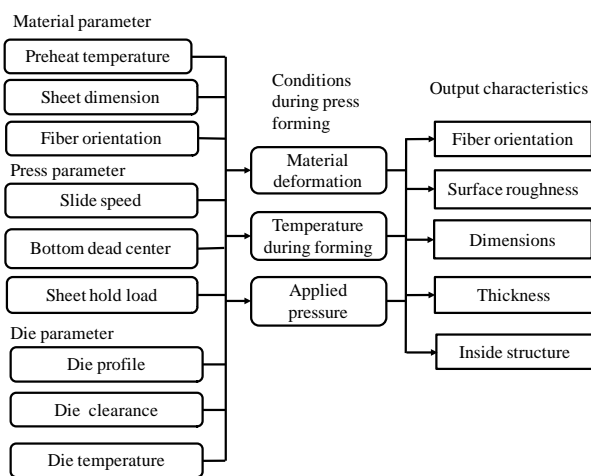 Material parameter
Preheat temperature
Sheet dimension
Fiber orientation
Press parameter
Slide speed
Bottom dead center
Sheet hold load
Die parameter
Die profile
Die clearance
Die temperature
Conditions
during press
forming
Material
deformation
Temperature
during forming
Applied
pressure
Output characteristics
Fiber orientation
Surface roughness
Dimensions
Thickness
Inside structure